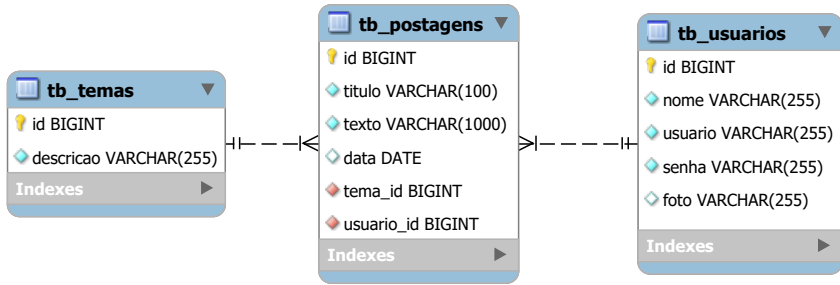 tb_temas
id BIGINT
descricao VARCHAR(255)
Indexes
tb_postagens
id BIGINT
titulo VARCHAR(100)
texto VARCHAR(1000)
data DATE
tema_id BIGINT
usuario_id BIGINT
Indexes
tb_usuarios
id BIGINT
nome VARCHAR(255)
usuario VARCHAR(255)
senha VARCHAR(255)
foto VARCHAR(255)
Indexes